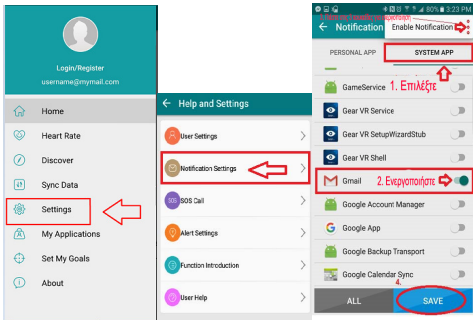 Login/Register
username@mymail.com
Home
Heart Rate
Discover
Sync Data
Settings
My Applications
Set My Goals
About
Help and Settings
User Settings
Notification Settings
SOS
SOS Call
Alert Settings
Function Introduction
User Help
80% 3:23 PM
Notification
Enable Notification
PERSONAL APP
SYSTEM APP
GameService
1. Επιλέξτε
Gear VR Service
Gear VR SetupWizardStub
Gear VR Shell
Gmail
2. Ενεργοποιήστε
Google Account Manager
Google App
Google Backup Transport
Google Calendar Sync
4.
ALL
SAVE